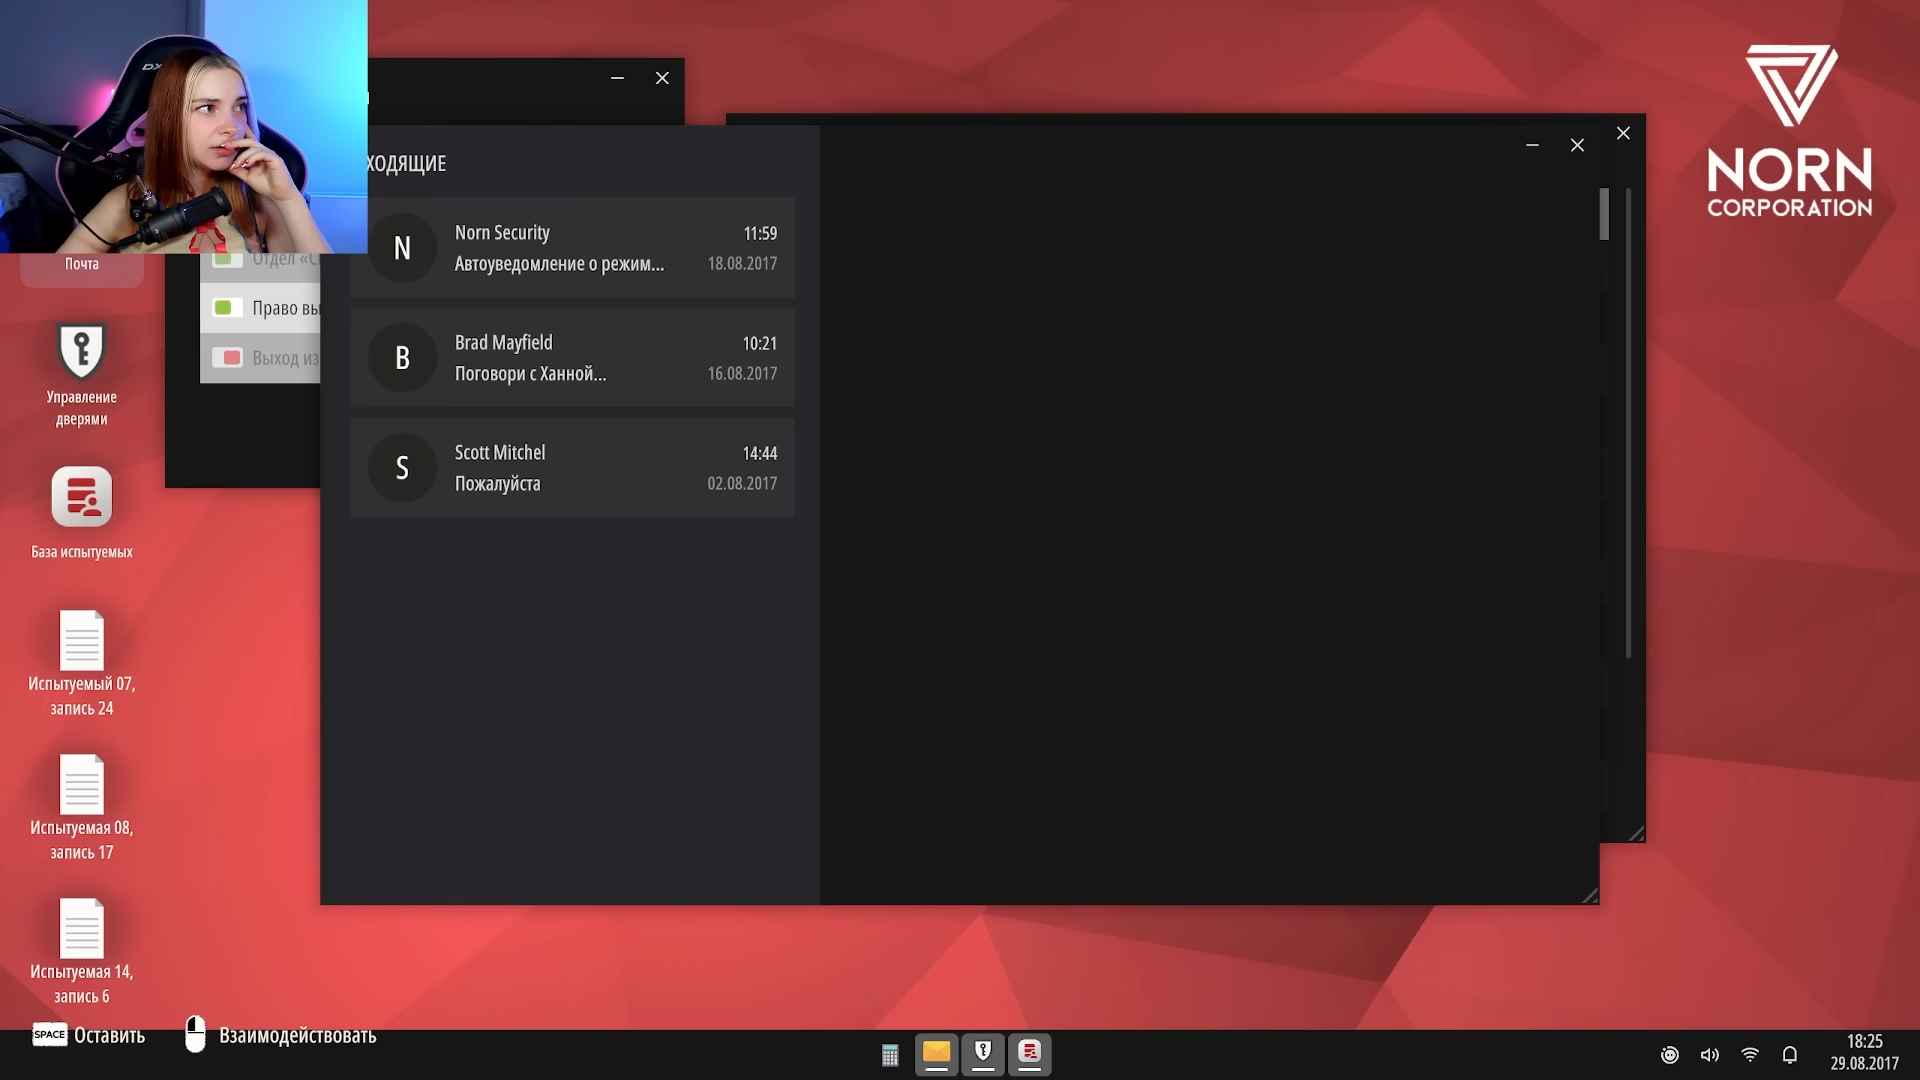 DX
NORN
CORPORATION
ХОДЯЩИЕ
Norn Security
11:59
Автоуведомление о режим...
18.08.2017
Brad Mayfield
10:21
Поговори с Ханной...
16.08.2017
Scott Mitchel
14:44
Пожалуйста
02.08.2017
N
B
S
Отдел «С
Право вы
Выход из
Почта
Управление
дверями
База испытуемых
Испытуемый 07,
запись 24
Испытуемая 08,
запись 17
Испытуемая 14,
запись 6
SPACE Оставить
Взаимодействовать
18:25
29.08.2017